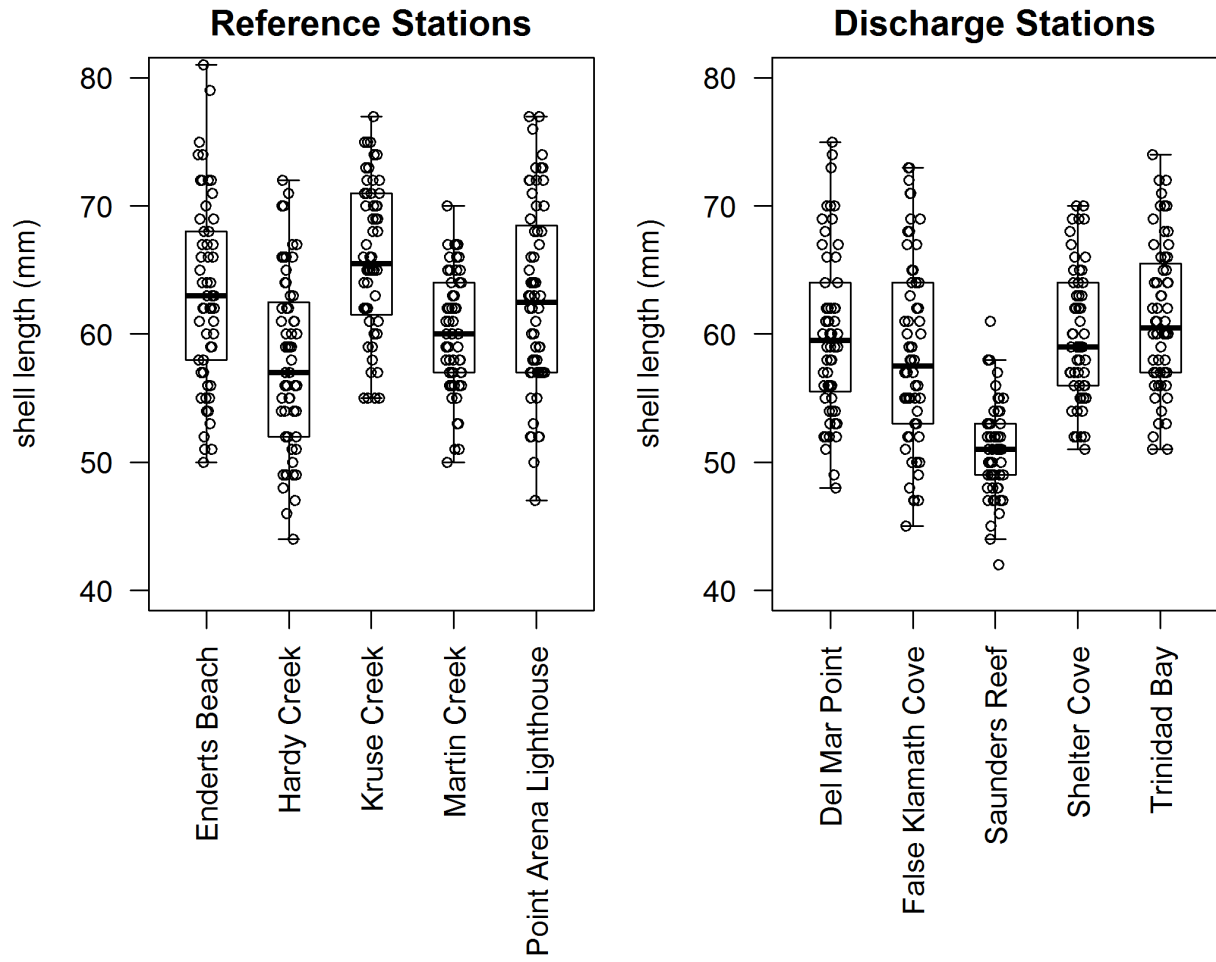 Reference Stations
shell length (mm)
80
70
60
50
40
Enderts Beach
Hardy Creek
Kruse Creek
Martin Creek
Point Arena Lighthouse
Discharge Stations
shell length (mm)
80
70
60
50
40
Del Mar Point
False Klamath Cove
Saunders Reef
Shelter Cove
Trinidad Bay